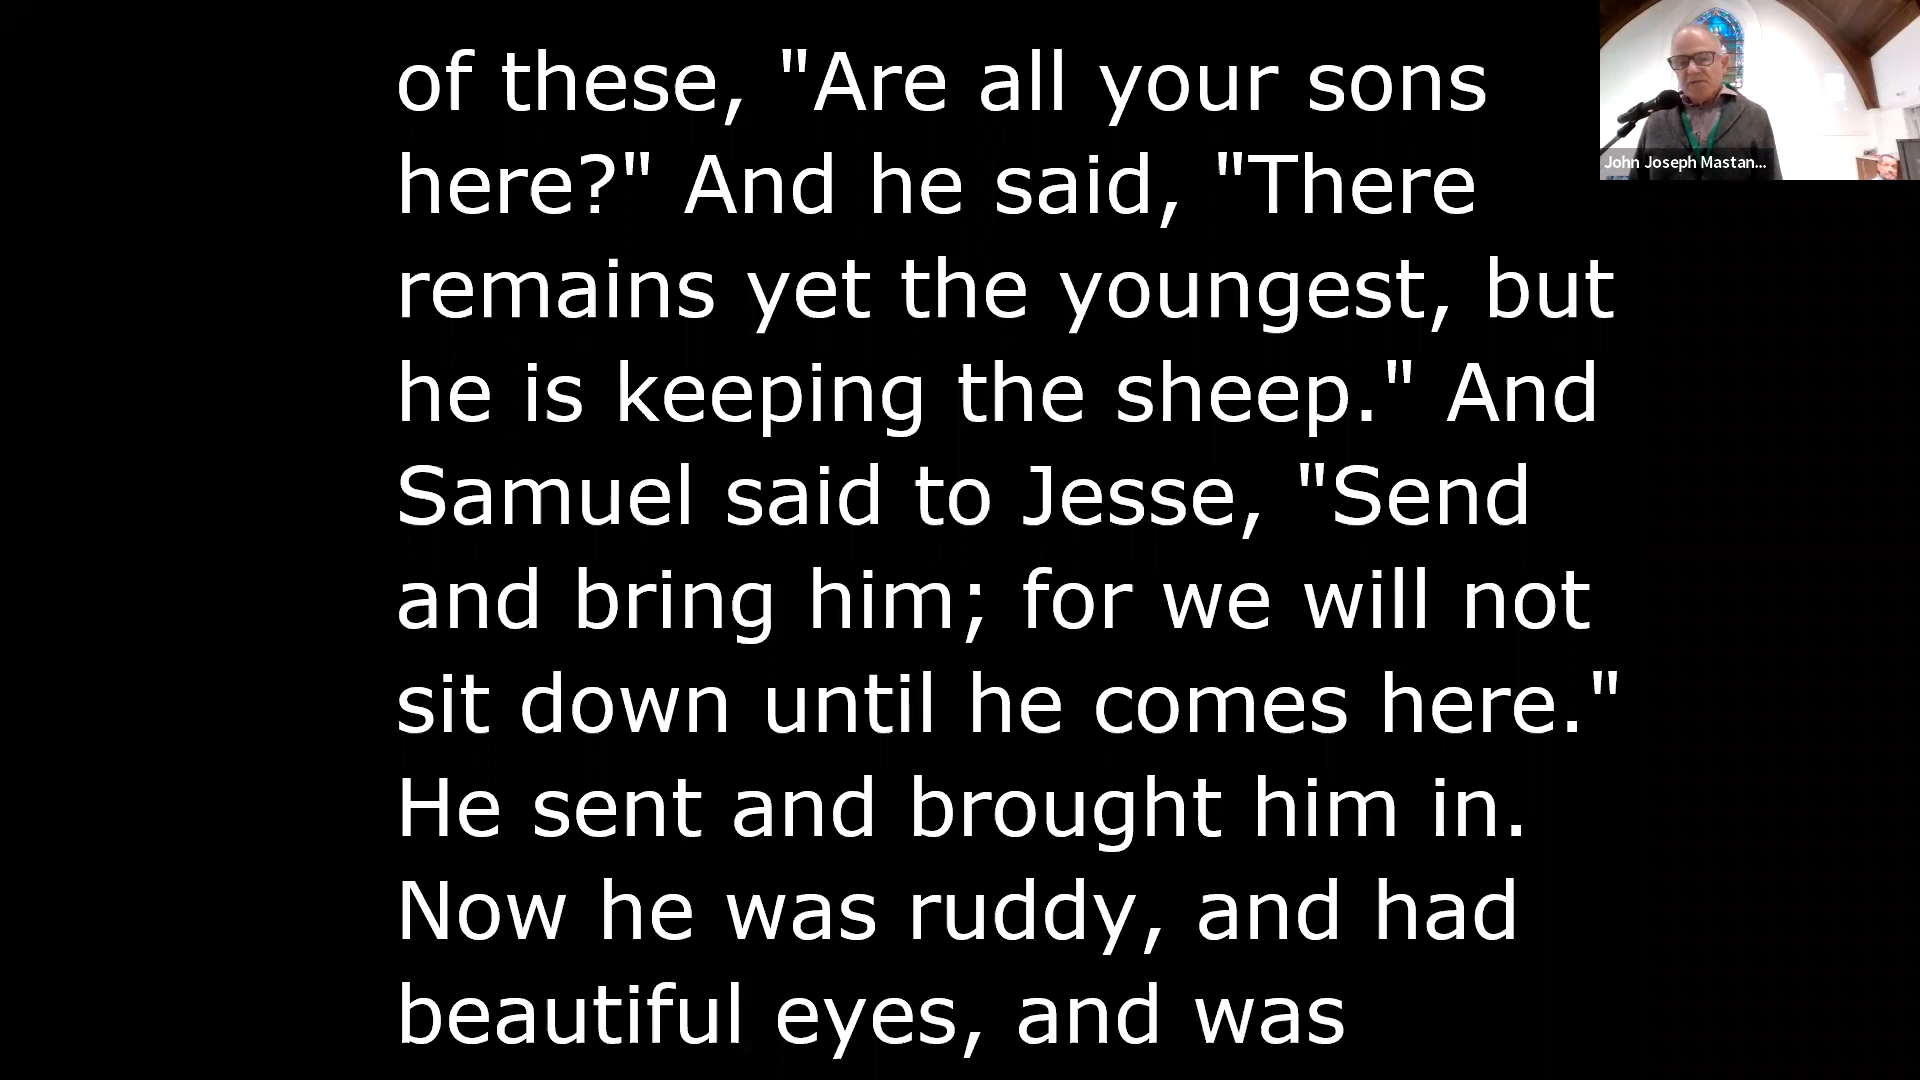 of these, "Are all your sons
here?" And he said, "There
remains yet the youngest, but
he is keeping the sheep." And
Samuel said to Jesse, "Send
and bring him; for we will not
sit down until he comes here."
He sent and brought him in.
Now he was ruddy, and had
beautiful eyes, and was
John Joseph Mastan...